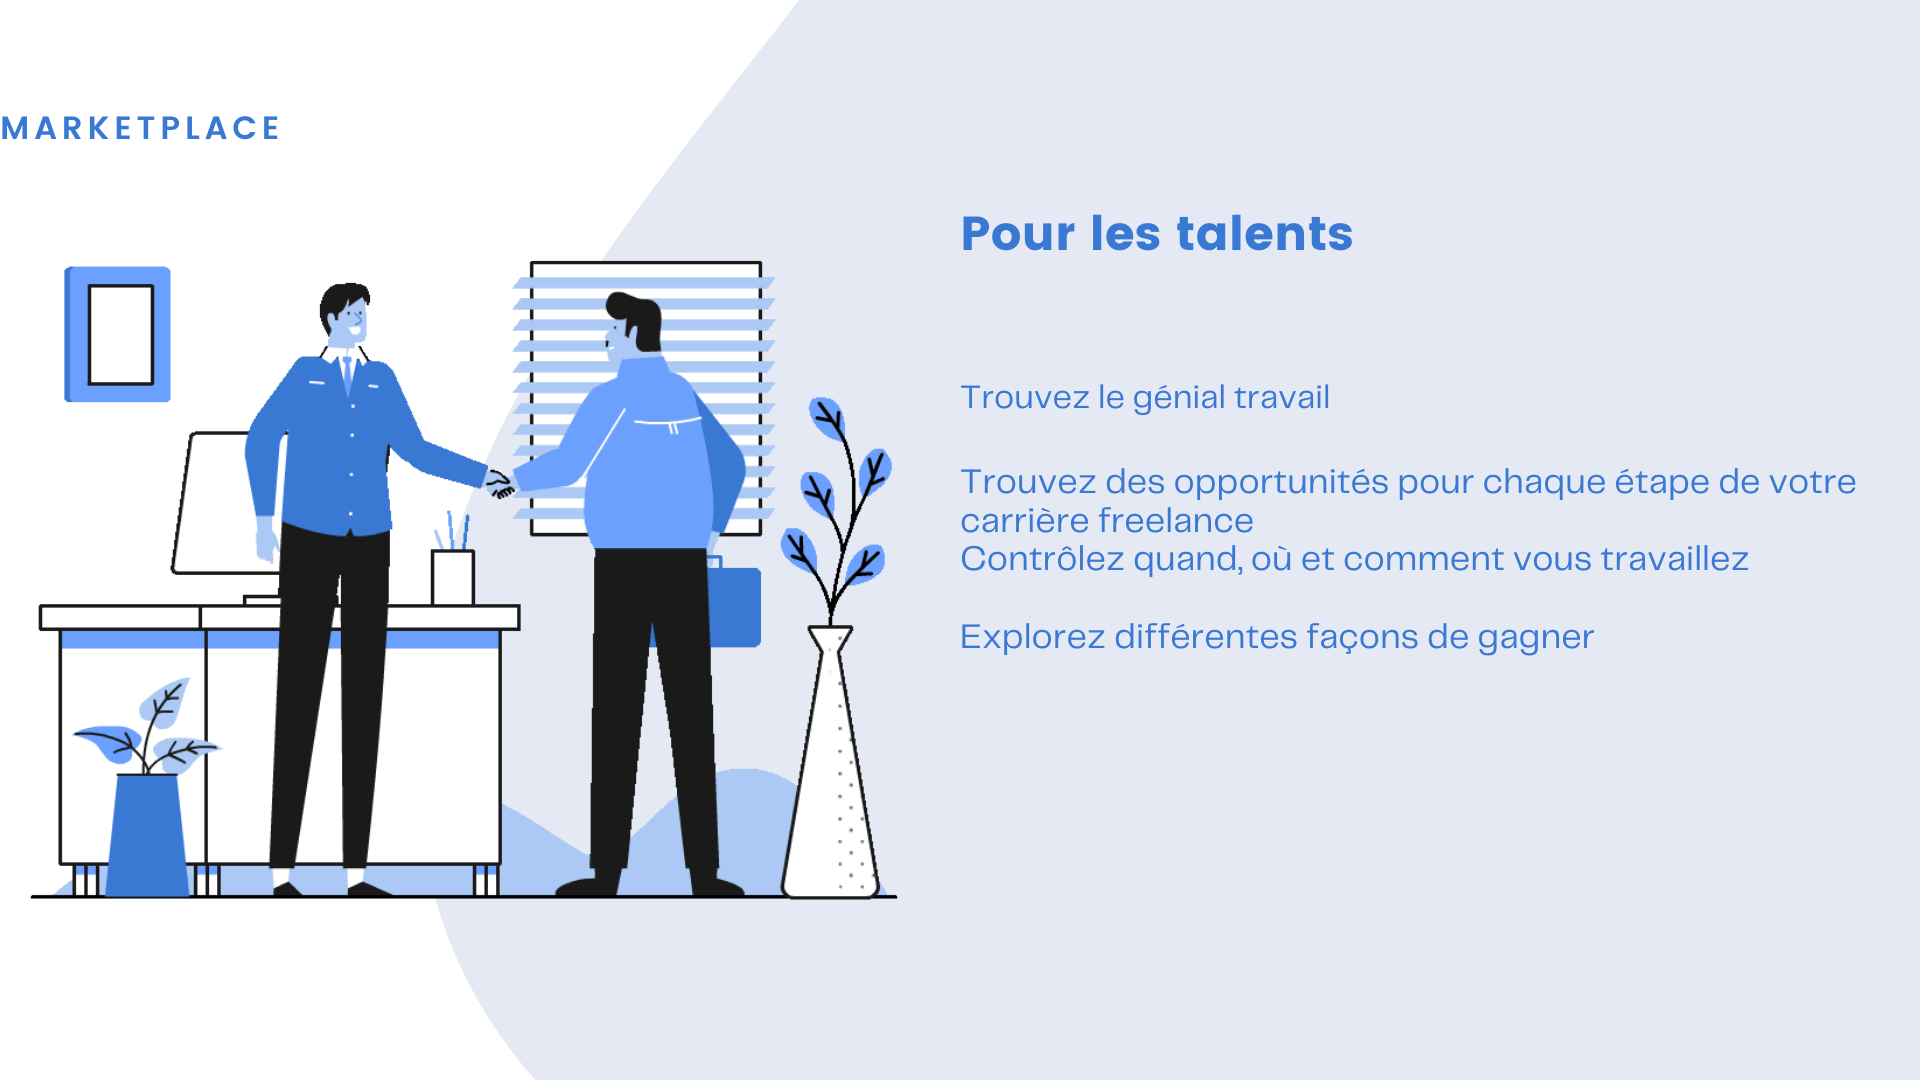 MARKETPLACE
Pour les talents
Trouvez le génial travail
Trouvez des opportunités pour chaque étape de votre
carrière freelance
Contrôlez quand, où et comment vous travaillez
Explorez différentes façons de gagner